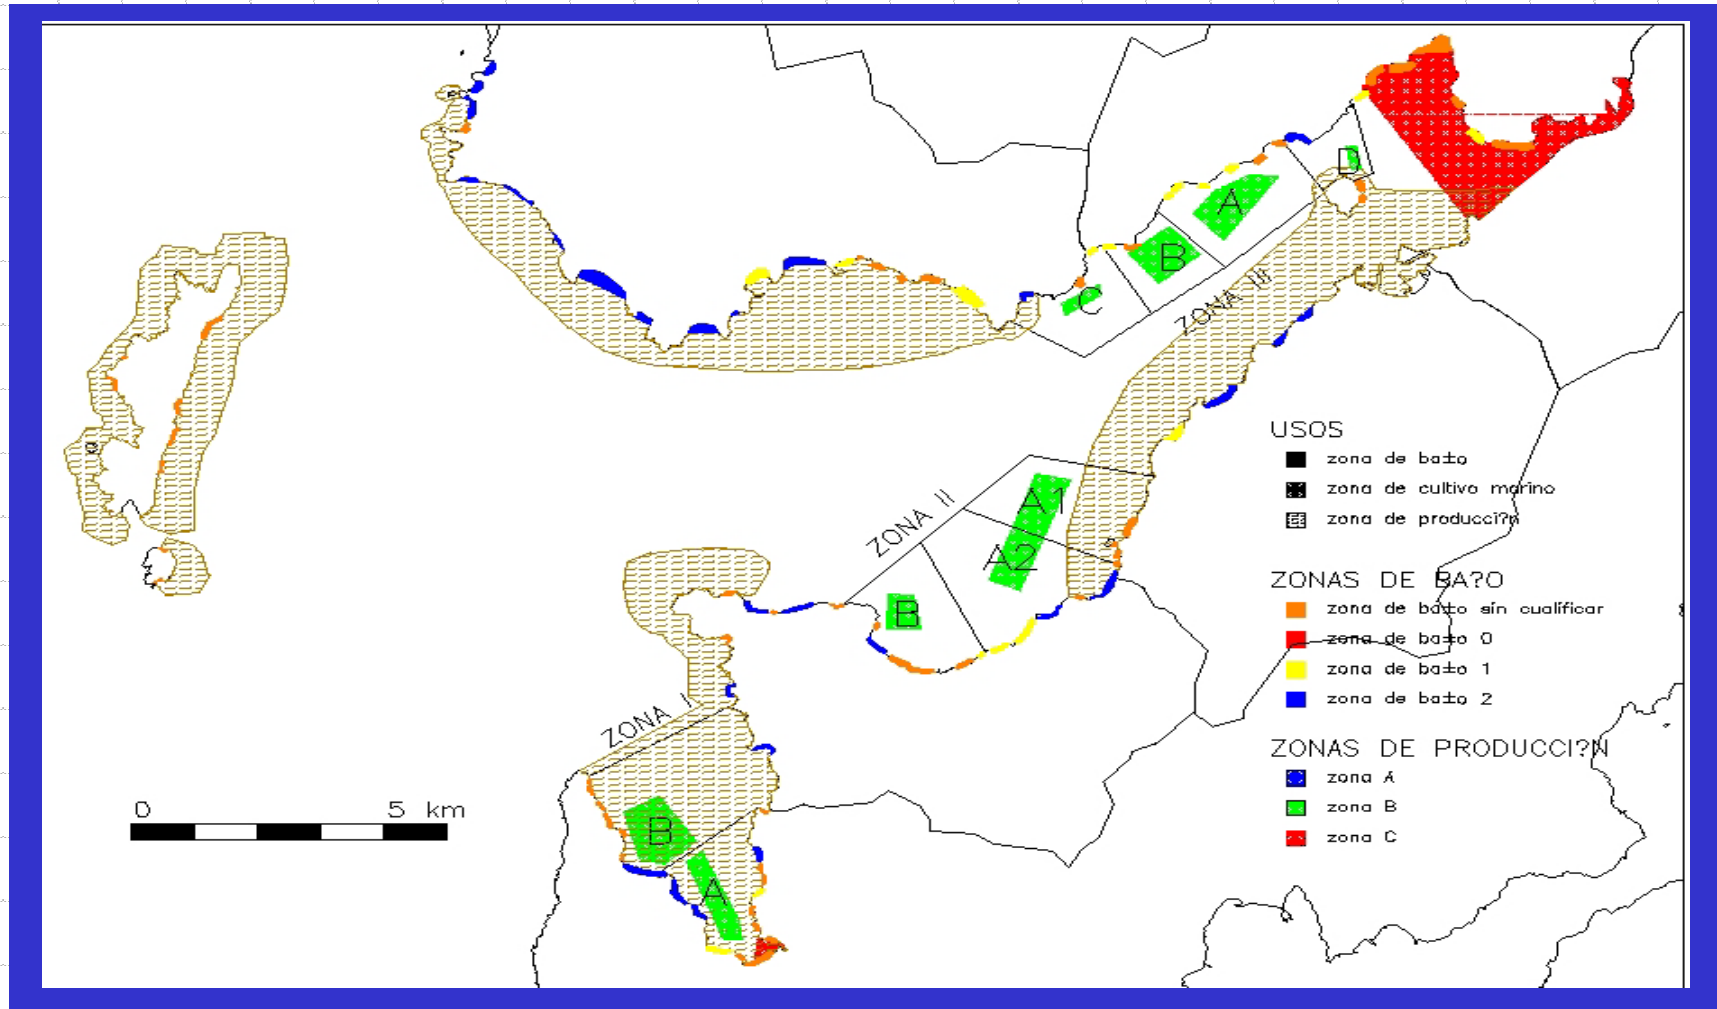 D
A
B
C
ZONA III
USOS
zona de ba±o
zona de cultivo marino
zona de producci?n
A1
ZONA II
A2
B
ZONAS DE BA?O
zona de ba±o sin cualificar
zona de ba±o 0
zona de ba±o 1
zona de ba±o 2
ZONA I
ZONAS DE PRODUCCI?N
zona A
zona B
zona C
0 5 km
B
A